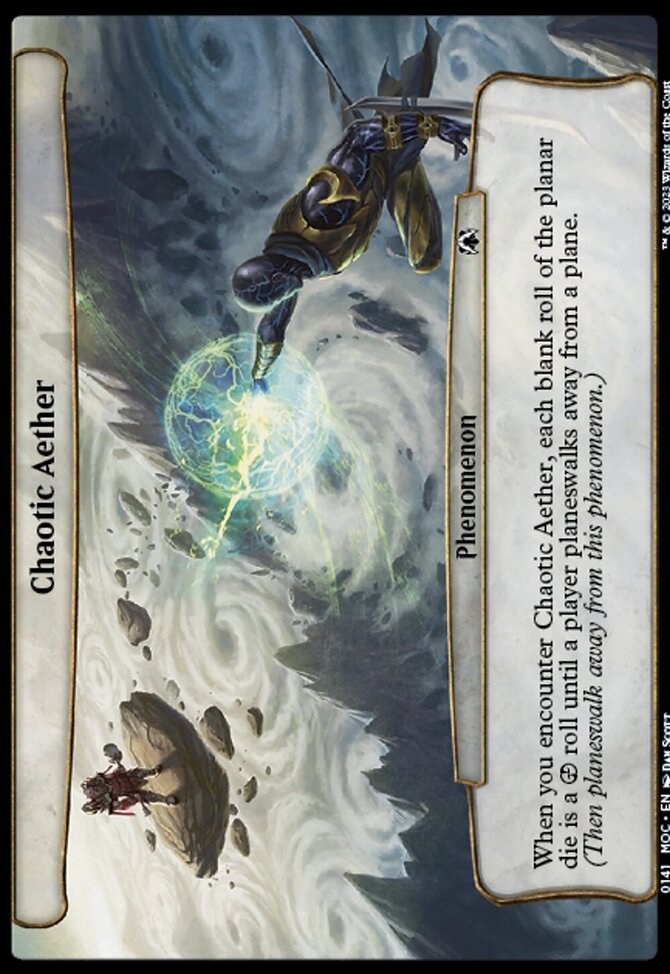 Chaotic Aether
Phenomenon
When you encounter Chaotic Aether, each blank roll of the planar
die is a roll until a player planeswalks away from a plane.
(Then planeswalk away from this phenomenon.)
0141 MOC • EN Dan Scott
™ & © 2023 Wizards of the Coast